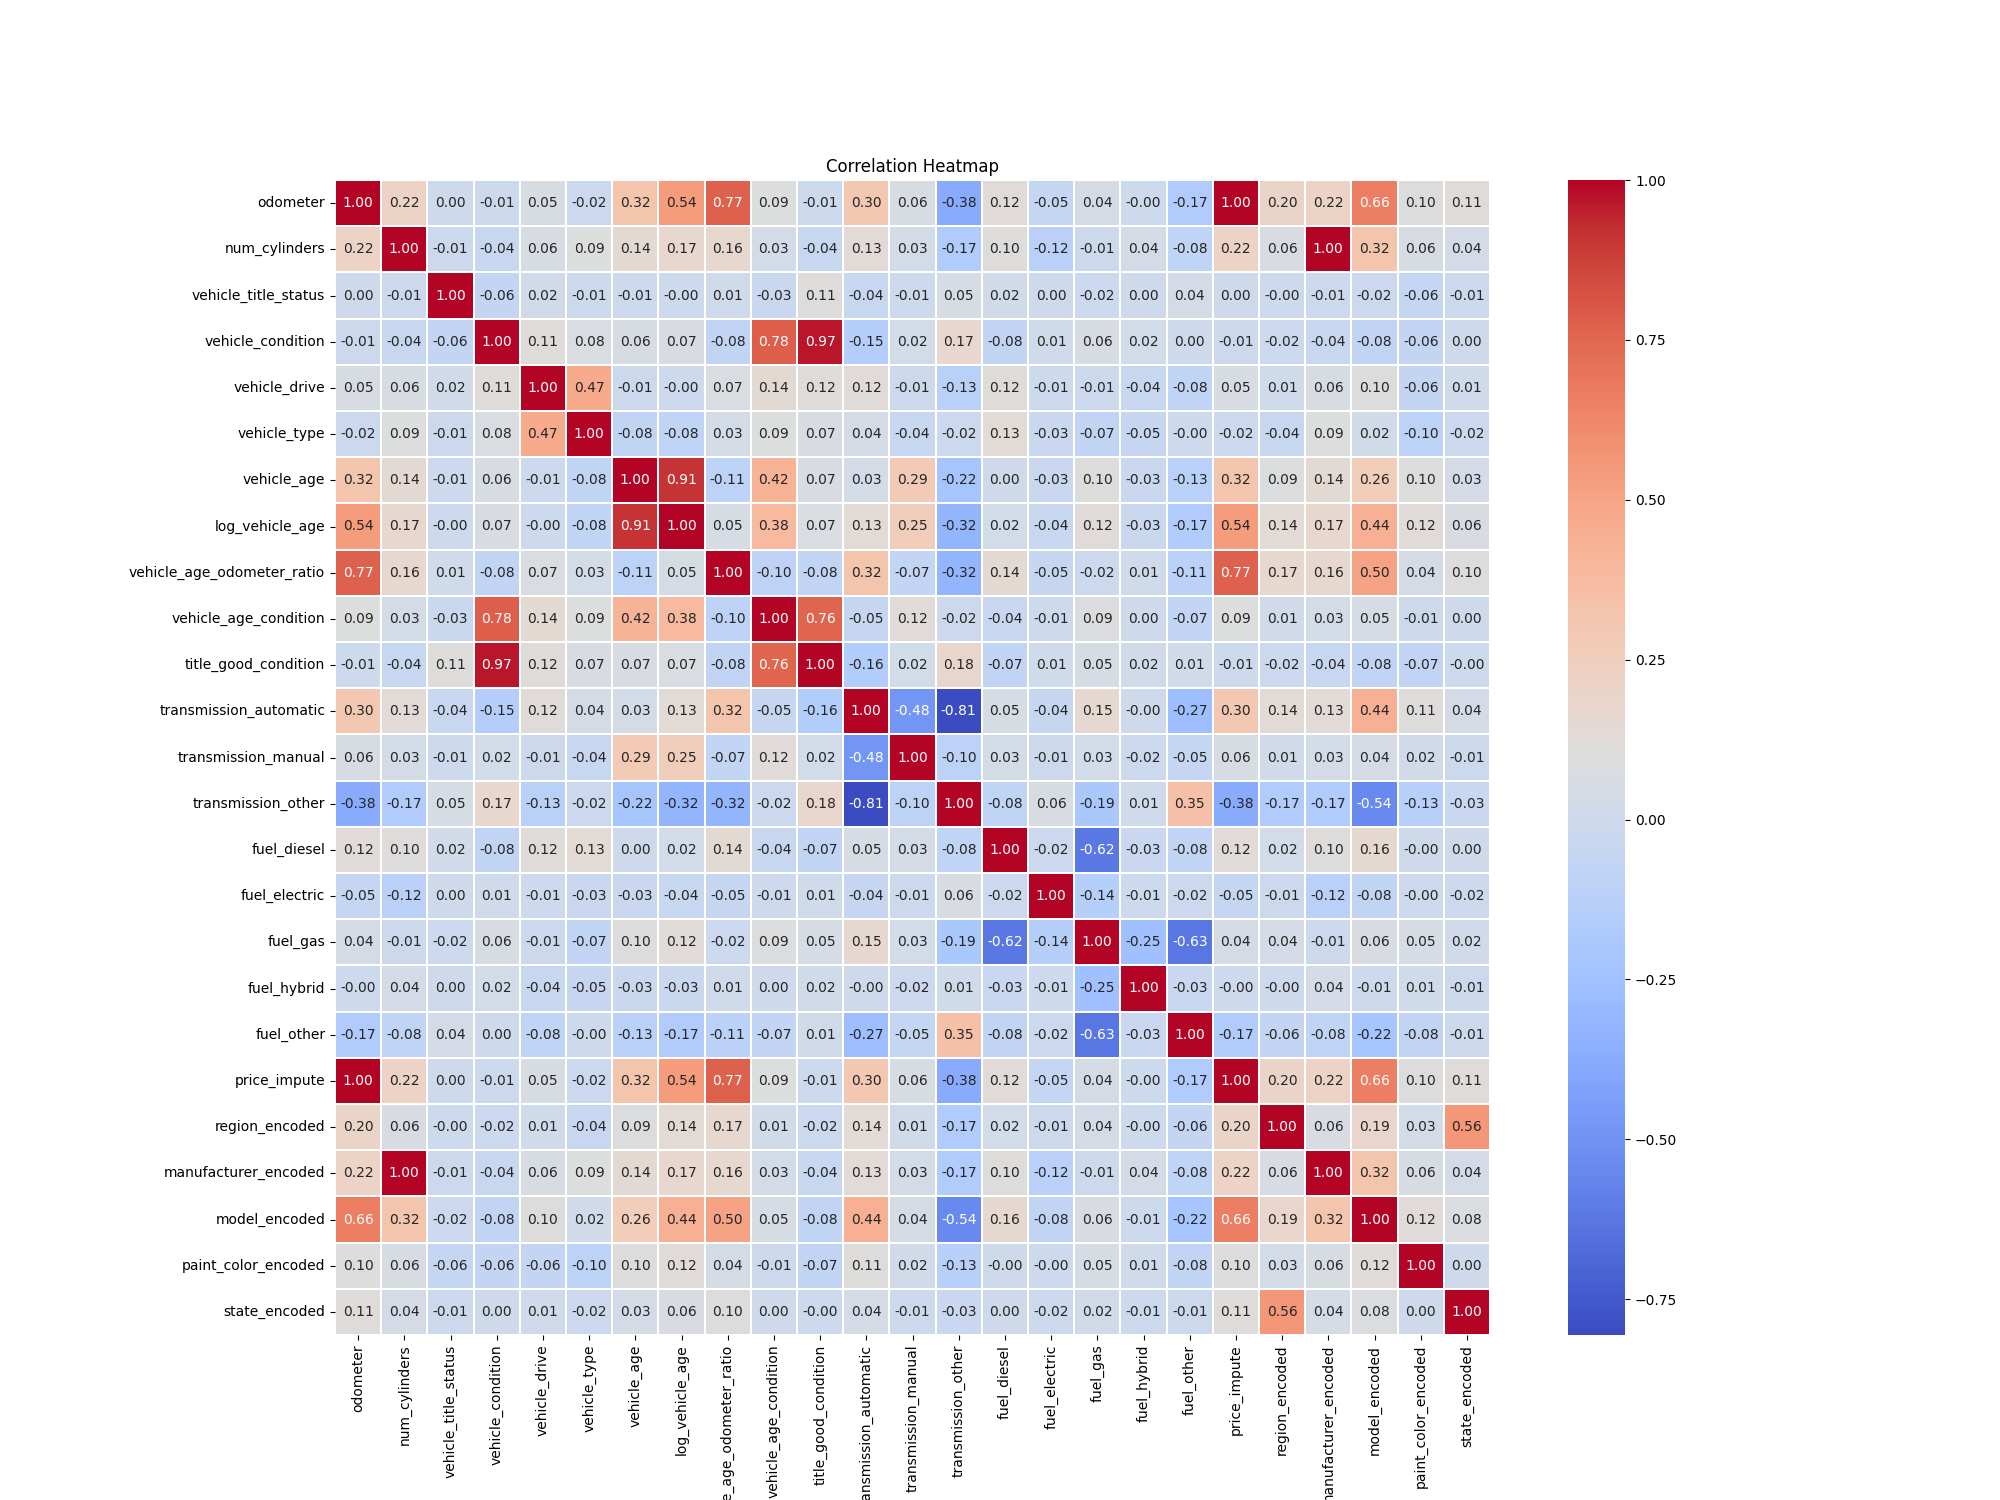 Correlation Heatmap
odometer 1.00 0.22 0.00 -0.01 0.05 -0.02 0.32 0.54 0.77 0.09 -0.01 0.30 0.06 -0.38 0.12 -0.05 0.04 -0.00 -0.17 1.00 0.20 0.22 0.66 0.10 0.11
num_cylinders 0.22 1.00 -0.01 -0.04 0.06 0.09 0.14 0.17 0.16 0.03 -0.04 0.13 0.03 -0.17 0.10 -0.12 -0.01 0.04 -0.08 0.22 0.06 1.00 0.32 0.06 0.04
vehicle_title_status 0.00 -0.01 1.00 -0.06 0.02 -0.01 -0.01 -0.00 0.01 -0.03 0.11 -0.04 -0.01 0.05 0.02 0.00 -0.02 0.00 0.04 0.00 -0.00 -0.01 -0.02 -0.06 -0.01
vehicle_condition -0.01 -0.04 -0.06 1.00 0.11 0.08 0.06 0.07 -0.08 0.78 0.97 -0.15 0.02 0.17 -0.08 0.01 0.06 0.02 0.00 -0.01 -0.02 -0.04 -0.08 -0.06 0.00
vehicle_drive 0.05 0.06 0.02 0.11 1.00 0.47 -0.01 -0.00 0.07 0.14 0.12 0.12 -0.01 -0.13 0.12 -0.01 -0.01 -0.04 -0.08 0.05 0.01 0.06 0.10 -0.06 0.01
vehicle_type -0.02 0.09 -0.01 0.08 0.47 1.00 -0.08 -0.08 0.03 0.09 0.07 0.04 -0.04 -0.02 0.13 -0.03 -0.07 -0.05 -0.00 -0.02 -0.04 0.09 0.02 -0.10 -0.02
vehicle_age 0.32 0.14 -0.01 0.06 -0.01 -0.08 1.00 0.91 -0.11 0.42 0.07 0.03 0.29 -0.22 0.00 -0.03 0.10 -0.03 -0.13 0.32 0.09 0.14 0.26 0.10 0.03
log_vehicle_age 0.54 0.17 -0.00 0.07 -0.00 -0.08 0.91 1.00 0.05 0.38 0.07 0.13 0.25 -0.32 0.02 -0.04 0.12 -0.03 -0.17 0.54 0.14 0.17 0.44 0.12 0.06
vehicle_age_odometer_ratio 0.77 0.16 0.01 -0.08 0.07 0.03 -0.11 0.05 1.00 -0.10 -0.08 0.32 -0.07 -0.32 0.14 -0.05 -0.02 0.01 -0.11 0.77 0.17 0.16 0.50 0.04 0.10
vehicle_age_condition 0.09 0.03 -0.03 0.78 0.14 0.09 0.42 0.38 -0.10 1.00 0.76 -0.05 0.12 -0.02 -0.04 -0.01 0.09 0.00 -0.07 0.09 0.01 0.03 0.05 -0.01 0.00
title_good_condition -0.01 -0.04 0.11 0.97 0.12 0.07 0.07 0.07 -0.08 0.76 1.00 -0.16 0.02 0.18 -0.07 0.01 0.05 0.02 0.01 -0.01 -0.02 -0.04 -0.08 -0.07 -0.00
transmission_automatic 0.30 0.13 -0.04 -0.15 0.12 0.04 0.03 0.13 0.32 -0.05 -0.16 1.00 -0.48 -0.81 0.05 -0.04 0.15 -0.00 -0.27 0.30 0.14 0.13 0.44 0.11 0.04
transmission_manual 0.06 0.03 -0.01 0.02 -0.01 -0.04 0.29 0.25 -0.07 0.12 0.02 -0.48 1.00 -0.10 0.03 -0.01 0.03 -0.02 -0.05 0.06 0.01 0.03 0.04 0.02 -0.01
transmission_other -0.38 -0.17 0.05 0.17 -0.13 -0.02 -0.22 -0.32 -0.32 -0.02 0.18 -0.81 -0.10 1.00 -0.08 0.06 -0.19 0.01 0.35 -0.38 -0.17 -0.17 -0.54 -0.13 -0.03
fuel_diesel 0.12 0.10 0.02 -0.08 0.12 0.13 0.00 0.02 0.14 -0.04 -0.07 0.05 0.03 -0.08 1.00 -0.02 -0.62 -0.03 -0.08 0.12 0.02 0.10 0.16 -0.00 0.00
fuel_electric -0.05 -0.12 0.00 0.01 -0.01 -0.03 -0.03 -0.04 -0.05 -0.01 0.01 -0.04 -0.01 0.06 -0.02 1.00 -0.14 -0.01 -0.02 -0.05 -0.01 -0.12 -0.08 -0.00 -0.02
fuel_gas 0.04 -0.01 -0.02 0.06 -0.01 -0.07 0.10 0.12 -0.02 0.09 0.05 0.15 0.03 -0.19 -0.62 -0.14 1.00 -0.25 -0.63 0.04 0.04 -0.01 0.06 0.05 0.02
fuel_hybrid -0.00 0.04 0.00 0.02 -0.04 -0.05 -0.03 -0.03 0.01 0.00 0.02 -0.00 -0.02 0.01 -0.03 -0.01 -0.25 1.00 -0.03 -0.00 -0.00 0.04 -0.01 0.01 -0.01
fuel_other -0.17 -0.08 0.04 0.00 -0.08 -0.00 -0.13 -0.17 -0.11 -0.07 0.01 -0.27 -0.05 0.35 -0.08 -0.02 -0.63 -0.03 1.00 -0.17 -0.06 -0.08 -0.22 -0.08 -0.01
price_impute 1.00 0.22 0.00 -0.01 0.05 -0.02 0.32 0.54 0.77 0.09 -0.01 0.30 0.06 -0.38 0.12 -0.05 0.04 -0.00 -0.17 1.00 0.20 0.22 0.66 0.10 0.11
region_encoded 0.20 0.06 -0.00 -0.02 0.01 -0.04 0.09 0.14 0.17 0.01 -0.02 0.14 0.01 -0.17 0.02 -0.01 0.04 -0.00 -0.06 0.20 1.00 0.06 0.19 0.03 0.56
manufacturer_encoded 0.22 1.00 -0.01 -0.04 0.06 0.09 0.14 0.17 0.16 0.03 -0.04 0.13 0.03 -0.17 0.10 -0.12 -0.01 0.04 -0.08 0.22 0.06 1.00 0.32 0.06 0.04
model_encoded 0.66 0.32 -0.02 -0.08 0.10 0.02 0.26 0.44 0.50 0.05 -0.08 0.44 0.04 -0.54 0.16 -0.08 0.06 -0.01 -0.22 0.66 0.19 0.32 1.00 0.12 0.08
paint_color_encoded 0.10 0.06 -0.06 -0.06 -0.06 -0.10 0.10 0.12 0.04 -0.01 -0.07 0.11 0.02 -0.13 -0.00 -0.00 0.05 0.01 -0.08 0.10 0.03 0.06 0.12 1.00 0.00
state_encoded 0.11 0.04 -0.01 0.00 0.01 -0.02 0.03 0.06 0.10 0.00 -0.00 0.04 -0.01 -0.03 0.00 -0.02 0.02 -0.01 -0.01 0.11 0.56 0.04 0.08 0.00 1.00
odometer
num_cylinders
vehicle_title_status
vehicle_condition
vehicle_drive
vehicle_type
vehicle_age
log_vehicle_age
e_age_odometer_ratio
vehicle_age_condition
title_good_condition
ansmission_automatic
transmission_manual
transmission_other
fuel_diesel
fuel_electric
fuel_gas
fuel_hybrid
fuel_other
price_impute
region_encoded
nanufacturer_encoded
model_encoded
paint_color_encoded
state_encoded
1.00
0.75
0.50
0.25
0.00
−0.25
−0.50
−0.75